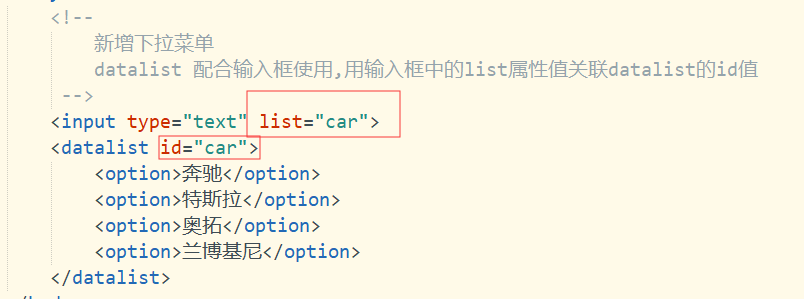 <!--
新增下拉菜单
datalist 配合输入框使用,用输入框中的list属性值关联datalist的id值
-->
<input type="text" list="car">
<datalist id="car">
<option>奔驰</option>
<option>特斯拉</option>
<option>奥拓</option>
<option>兰博基尼</option>
</datalist>